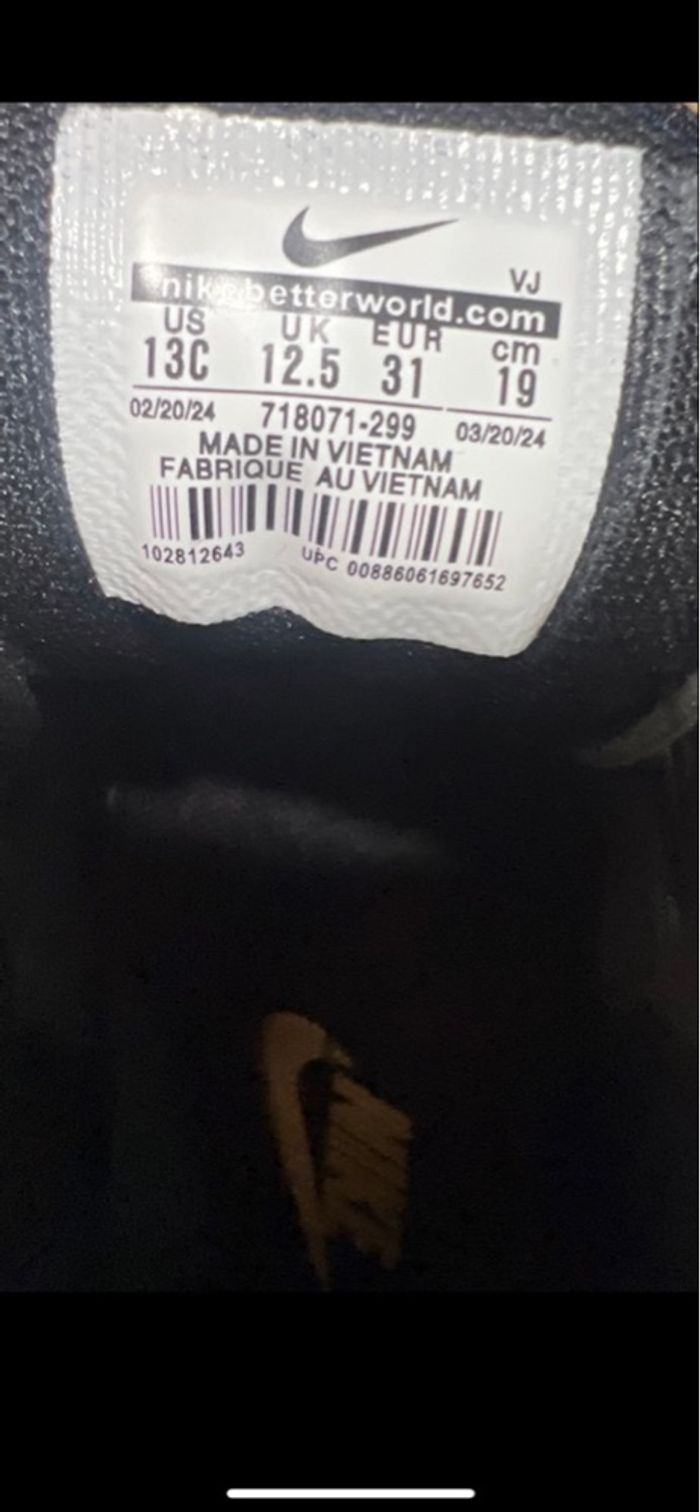 VJ
nikebetterworld.com
US UK EUR cm
13C 12.5 31 19
02/20/24 718071-299 03/20/24
MADE IN VIETNAM
FABRIQUE AU VIETNAM
102812643 UPC 00886061697652